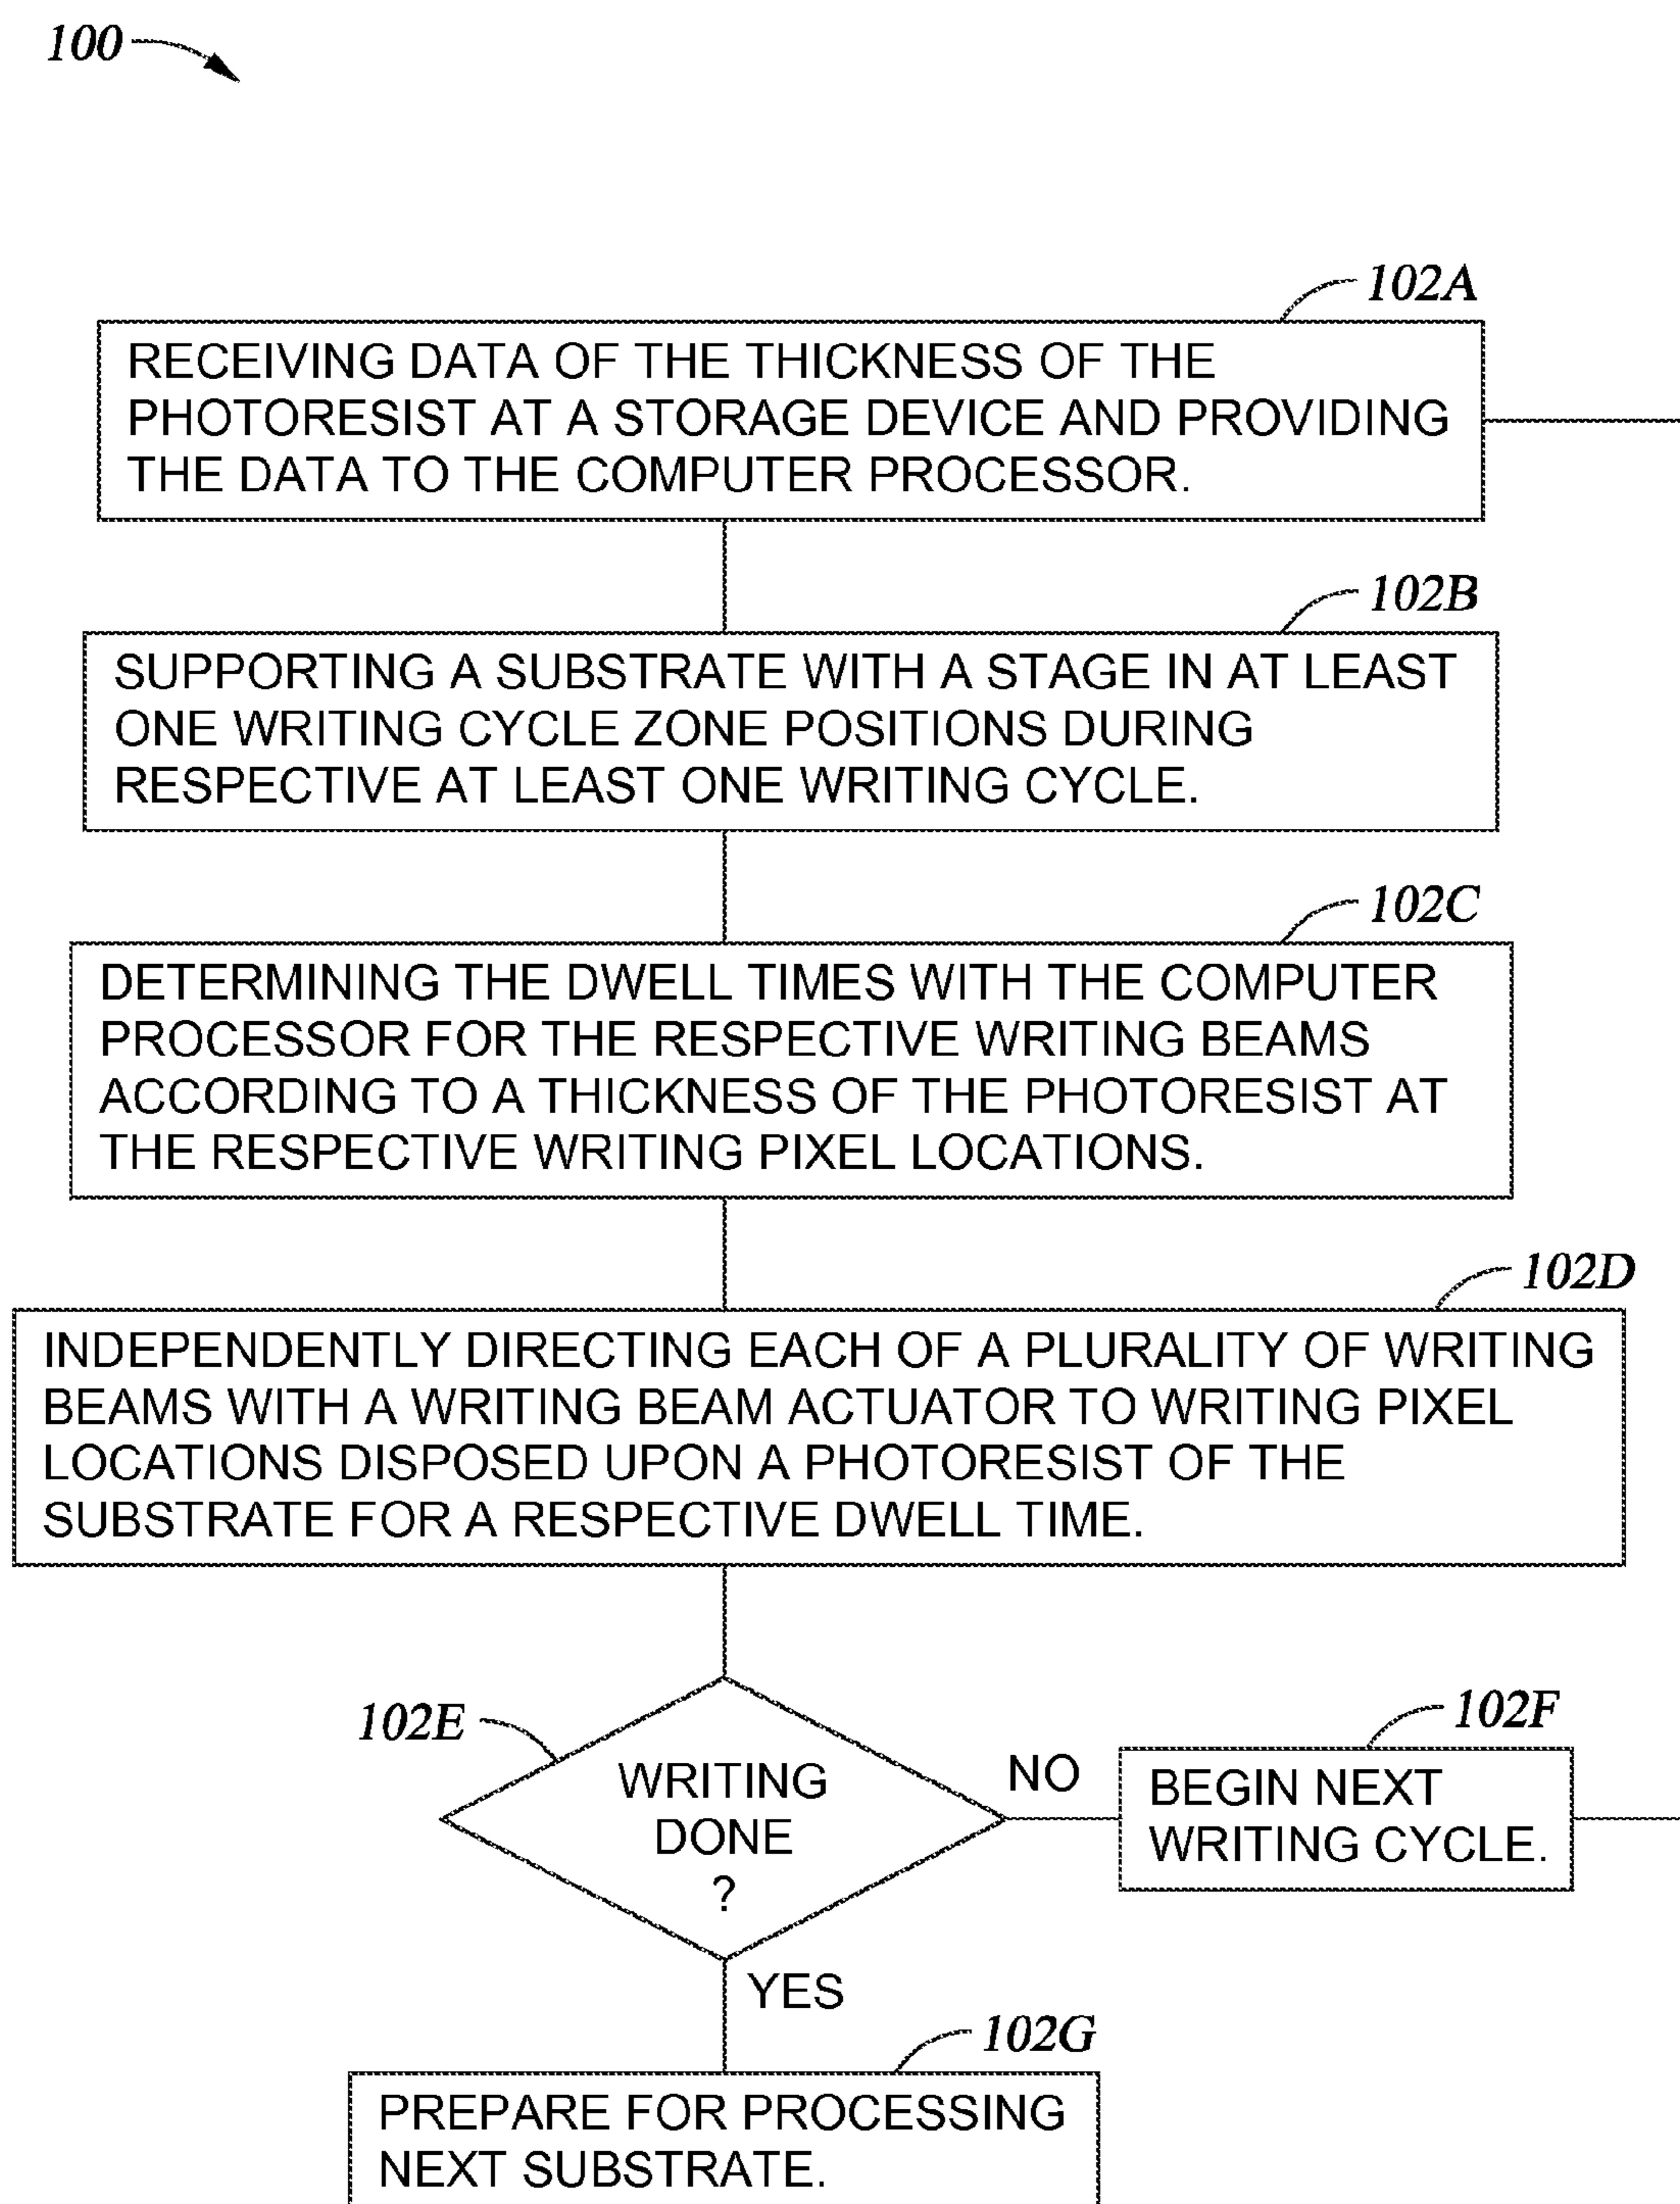 100
102A
RECEIVING DATA OF THE THICKNESS OF THE
PHOTORESIST AT A STORAGE DEVICE AND PROVIDING
THE DATA TO THE COMPUTER PROCESSOR.
102B
SUPPORTING A SUBSTRATE WITH A STAGE IN AT LEAST
ONE WRITING CYCLE ZONE POSITIONS DURING
RESPECTIVE AT LEAST ONE WRITING CYCLE.
102C
DETERMINING THE DWELL TIMES WITH THE COMPUTER
PROCESSOR FOR THE RESPECTIVE WRITING BEAMS
ACCORDING TO A THICKNESS OF THE PHOTORESIST AT
THE RESPECTIVE WRITING PIXEL LOCATIONS.
102D
INDEPENDENTLY DIRECTING EACH OF A PLURALITY OF WRITING
BEAMS WITH A WRITING BEAM ACTUATOR TO WRITING PIXEL
LOCATIONS DISPOSED UPON A PHOTORESIST OF THE
SUBSTRATE FOR A RESPECTIVE DWELL TIME.
102E
WRITING
DONE
?
NO
102F
BEGIN NEXT
WRITING CYCLE.
YES
102G
PREPARE FOR PROCESSING
NEXT SUBSTRATE.